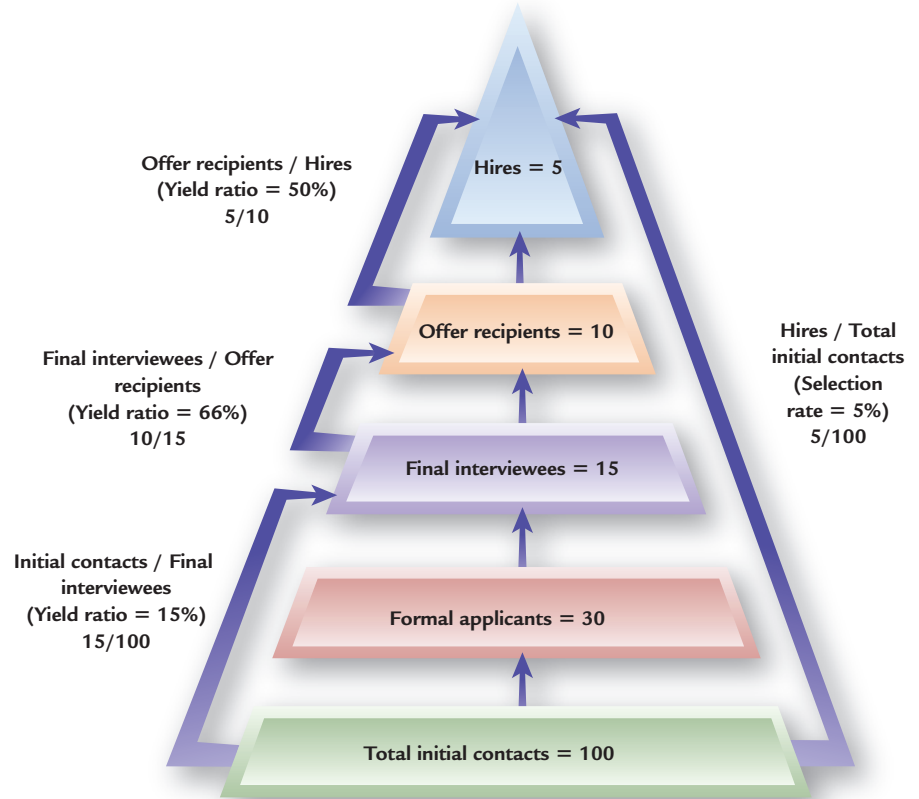 Hires = 5
Offer recipients / Hires
(Yield ratio = 50%)
5/10
Offer recipients = 10
Final interviewees / Offer
recipients
(Yield ratio = 66%)
10/15
Hires / Total
initial contacts
(Selection
rate = 5%)
5/100
Final interviewees = 15
Initial contacts / Final
interviewees
(Yield ratio = 15%)
15/100
Formal applicants = 30
Total initial contacts = 100